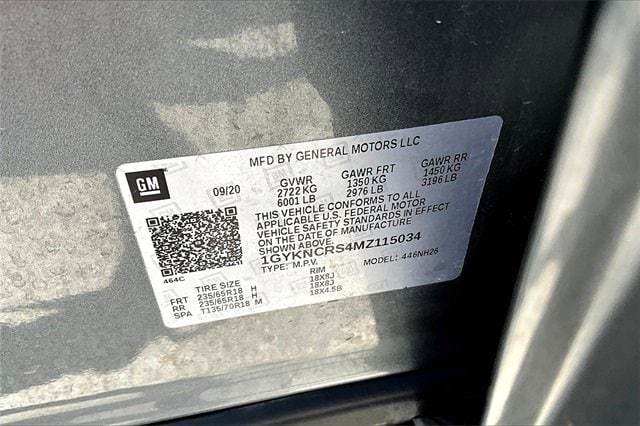 MFD BY GENERAL MOTORS LLC
GM
09/20
GVWR GAWR FRT GAWR RR
2722 KG 1350 KG 1450 KG
6001 LB 2976 LB 3196 LB
THIS VEHICLE CONFORMS TO ALL
APPLICABLE U.S. FEDERAL MOTOR
VEHICLE SAFETY STANDARDS IN EFFECT
ON THE DATE OF MANUFACTURE
SHOWN ABOVE.
1GYKNCRS4MZ115034
TYPE: M.P.V. MODEL: 446NH26
464C
TIRE SIZE RIM
FRT 235/65R18 H 18X8J
RR 235/65R18 H 18X8J
SPA T135/70R18 M 18X4.5B